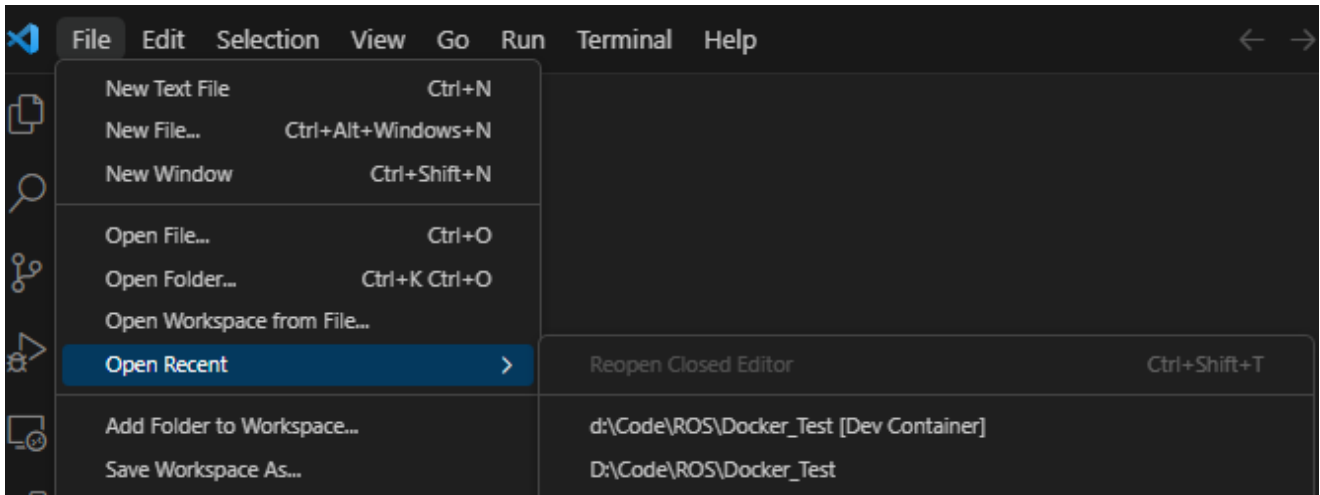 File Edit Selection View Go Run Terminal Help
New Text File Ctrl+N
New File... Ctrl+Alt+Windows+N
New Window Ctrl+Shift+N
Open File... Ctrl+O
Open Folder... Ctrl+K Ctrl+O
Open Workspace from File...
Open Recent
Reopen Closed Editor Ctrl+Shift+T
Add Folder to Workspace...
d:\Code\ROS\Docker_Test [Dev Container]
Save Workspace As...
D:\Code\ROS\Docker_Test